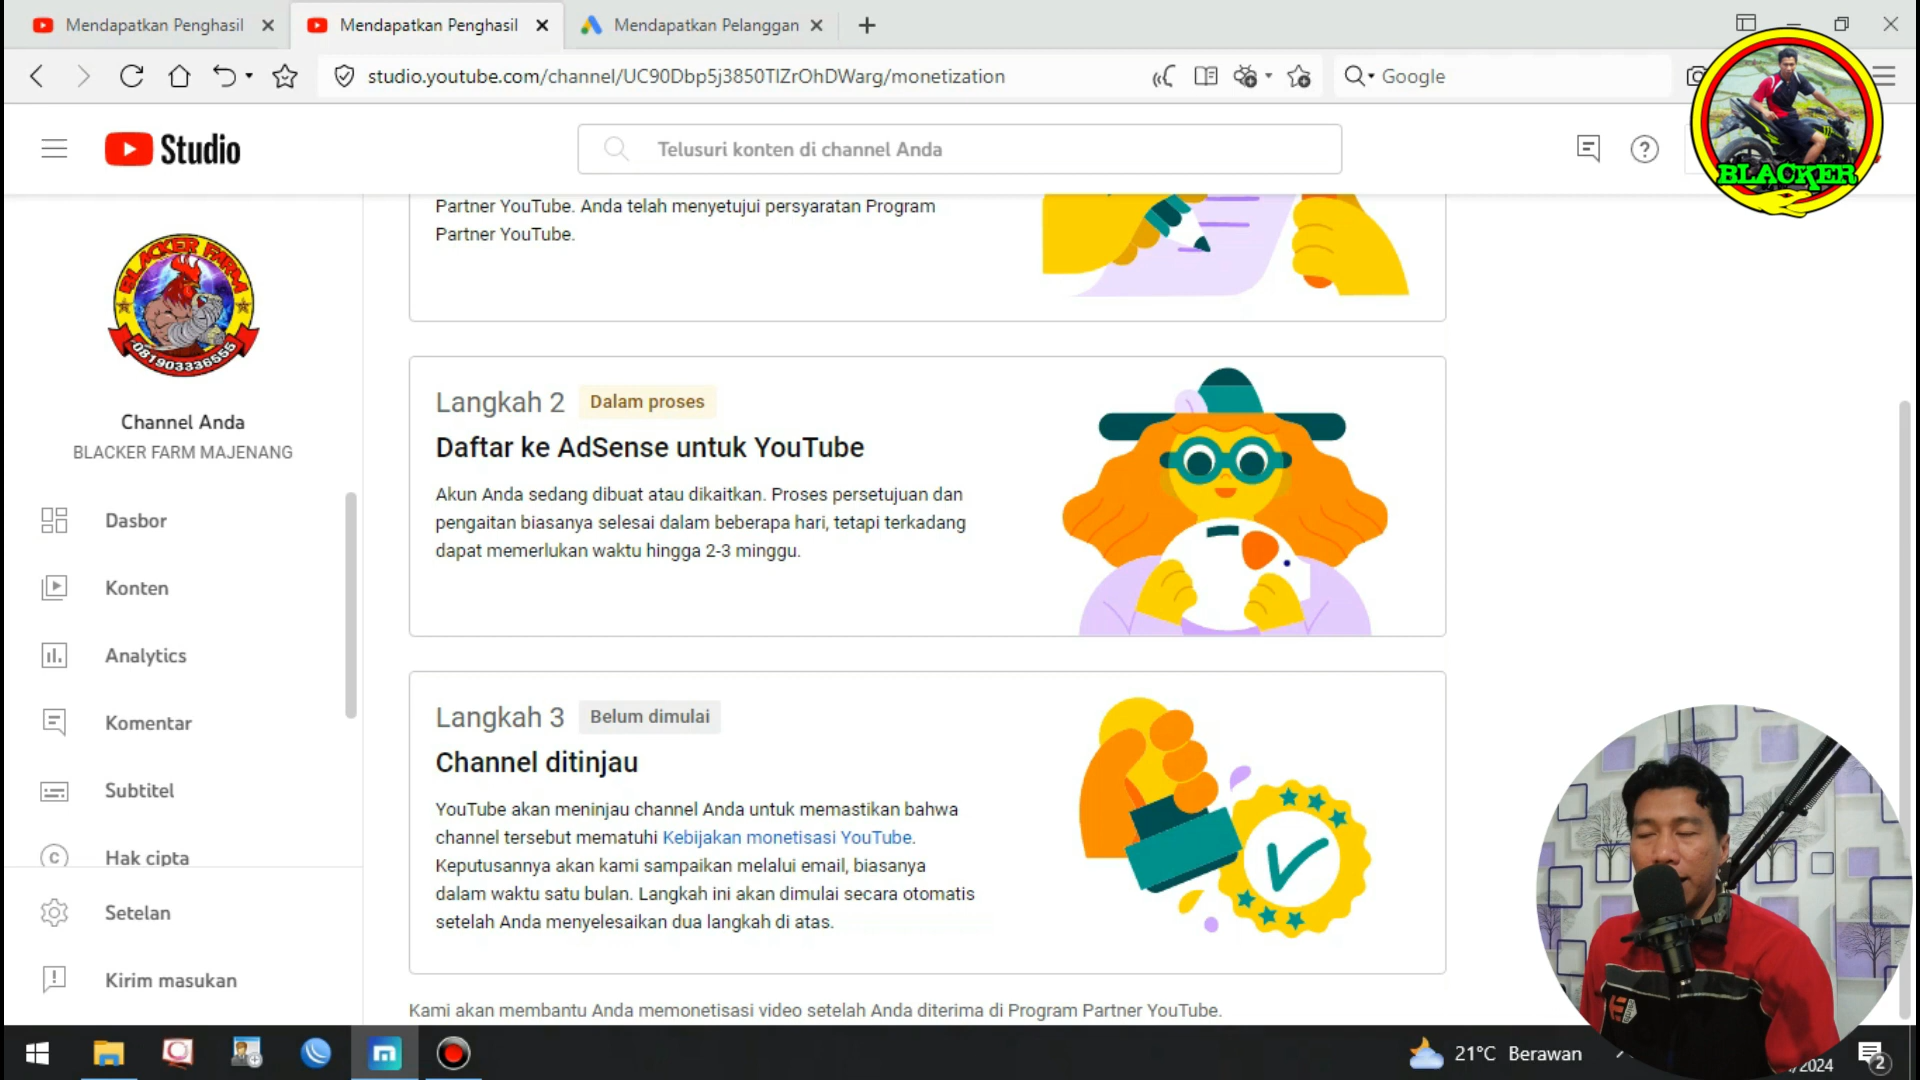 Mendapatkan Penghasil
Mendapatkan Penghasil
Mendapatkan Pelanggan
studio.youtube.com/channel/UC90Dbp5j3850TIZrOhDWarg/monetization
Google
Studio
Telusuri konten di channel Anda
BLACKER
BLACKER FARM
081903336555
Channel Anda
BLACKER FARM MAJENANG
Dasbor
Konten
Analytics
Komentar
Subtitel
Hak cipta
Setelan
Kirim masukan
Partner YouTube. Anda telah menyetujui persyaratan Program
Partner YouTube.
Langkah 2 Dalam proses
Daftar ke AdSense untuk YouTube
Akun Anda sedang dibuat atau dikaitkan. Proses persetujuan dan
pengaitan biasanya selesai dalam beberapa hari, tetapi terkadang
dapat memerlukan waktu hingga 2-3 minggu.
Langkah 3 Belum dimulai
Channel ditinjau
YouTube akan meninjau channel Anda untuk memastikan bahwa
channel tersebut mematuhi Kebijakan monetisasi YouTube.
Keputusannya akan kami sampaikan melalui email, biasanya
dalam waktu satu bulan. Langkah ini akan dimulai secara otomatis
setelah Anda menyelesaikan dua langkah di atas.
Kami akan membantu Anda memonetisasi video setelah Anda diterima di Program Partner YouTube.
21°C Berawan
/2024
2